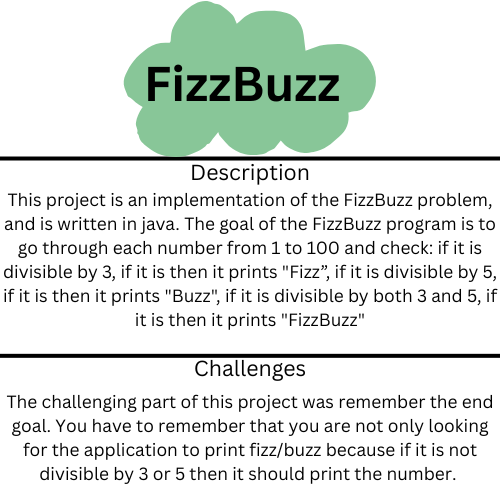 FizzBuzz
Description
This project is an implementation of the FizzBuzz problem,
and is written in java. The goal of the FizzBuzz program is to
go through each number from 1 to 100 and check: if it is
divisible by 3, if it is then it prints "Fizz”, if it is divisible by 5,
if it is then it prints "Buzz", if it is divisible by both 3 and 5, if
it is then it prints "FizzBuzz"
Challenges
The challenging part of this project was remember the end
goal. You have to remember that you are not only looking
for the application to print fizz/buzz because if it is not
divisible by 3 or 5 then it should print the number.